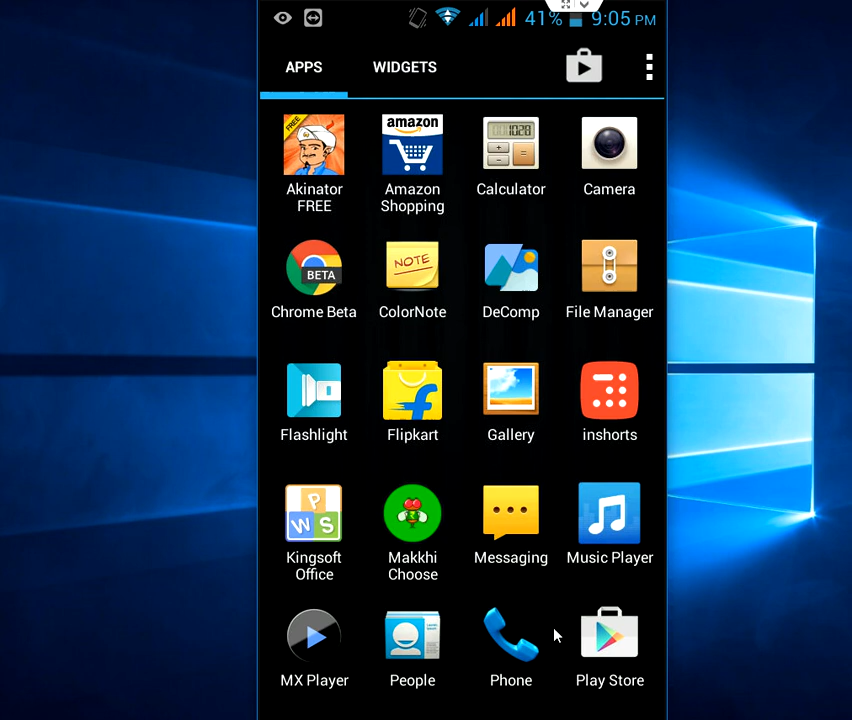 41% 9:05 PM
APPS WIDGETS
FREE amazon 1028
Akinator FREE
Amazon Shopping
Calculator
Camera
BETA NOTE
Chrome Beta
ColorNote
DeComp
File Manager
Flashlight
Flipkart
Gallery
inshorts
P
W S
Kingsoft Office
Makkhi Choose
Messaging
Music Player
MX Player
People
Phone
Play Store